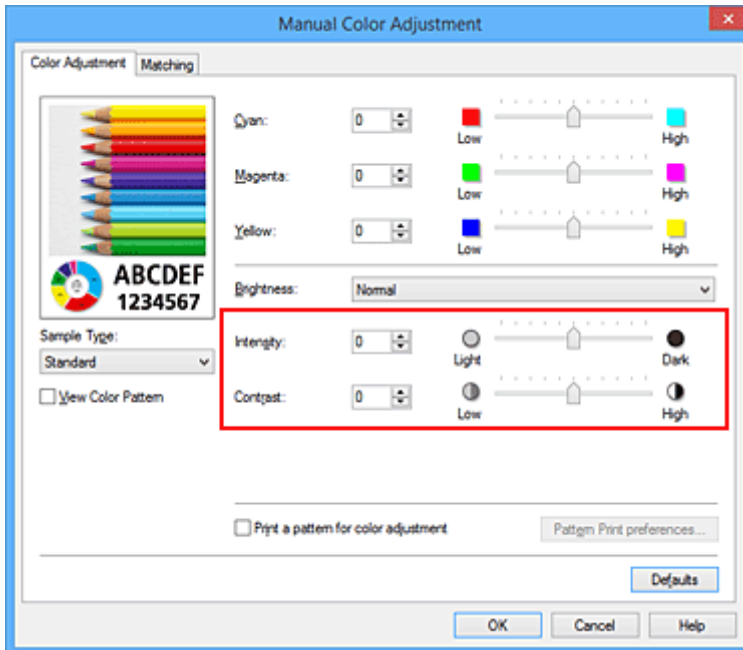 Manual Color Adjustment
Color Adjustment Matching
Cyan: 0 Low High
Magenta: 0 Low High
Yellow: 0 Low High
ABCDEF
1234567
Brightness: Normal
Sample Type:
Standard
View Color Pattern
Intensity: 0 Light Dark
Contrast: 0 Low High
Print a pattern for color adjustment Pattern Print preferences...
Defaults
OK Cancel Help